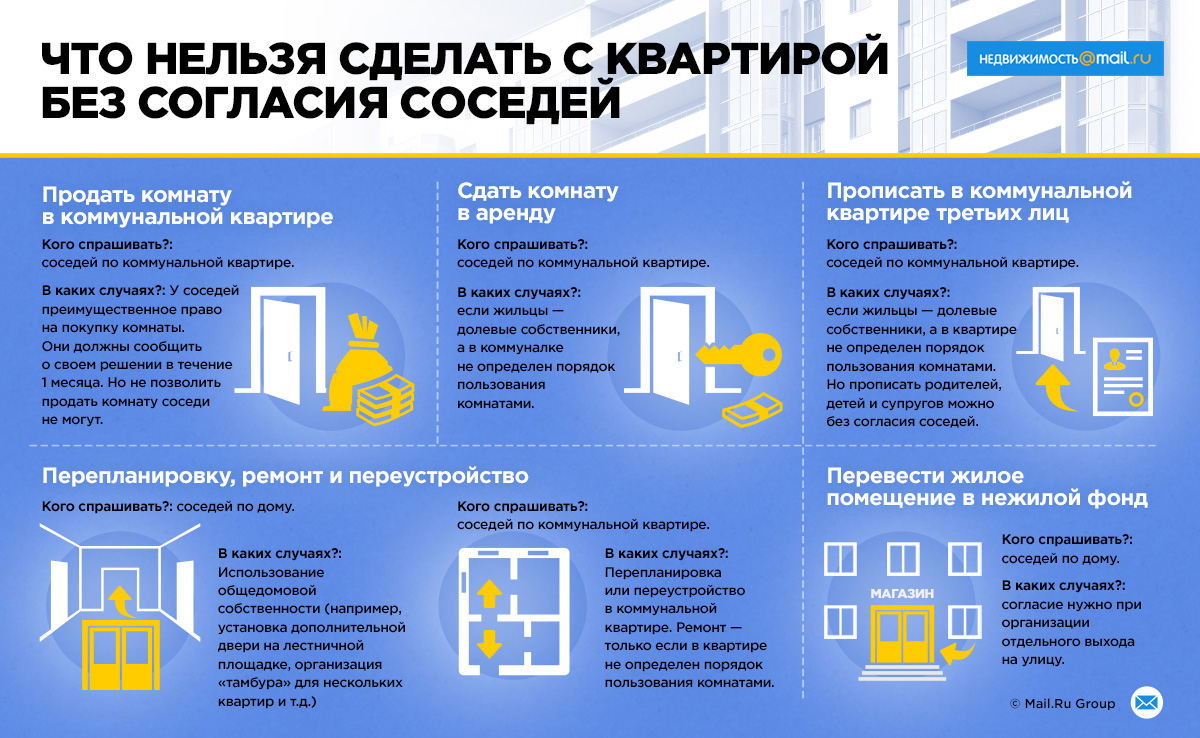 ЧТО НЕЛЬЗЯ СДЕЛАТЬ С КВАРТИРОЙ
БЕЗ СОГЛАСИЯ СОСЕДЕЙ
НЕДВИЖИМОСТЬ@mail.ru
Продать комнату
в коммунальной квартире
Кого спрашивать?:
соседей по коммунальной квартире.
В каких случаях?: У соседей
преимущественное право
на покупку комнаты.
Они должны сообщить
о своем решении в течение
1 месяца. Но не позволить
продать комнату соседи
не могут.
Сдать комнату
в аренду
Кого спрашивать?:
соседей по коммунальной квартире.
В каких случаях?:
если жильцы —
долевые собственники,
а в коммуналке
не определен порядок
пользования
комнатами.
Прописать в коммунальной
квартире третьих лиц
Кого спрашивать?:
соседей по коммунальной квартире.
В каких случаях?:
если жильцы — долевые
собственники, а в квартире
не определен порядок
пользования комнатами.
Но прописать родителей,
детей и супругов можно
без согласия соседей.
Перепланировку, ремонт и переустройство
Кого спрашивать?: соседей по дому.
В каких случаях?:
Использование
общедомовой
собственности (например,
установка дополнительной
двери на лестничной
площадке, организация
«тамбура» для нескольких
квартир и т.д.)
Кого спрашивать?:
соседей по коммунальной квартире.
В каких случаях?:
Перепланировка
или переустройство
в коммунальной
квартире. Ремонт —
только если в квартире
не определен порядок
пользования комнатами.
Перевести жилое
помещение в нежилой фонд
Кого спрашивать?:
соседей по дому.
В каких случаях?:
согласие нужно при
организации
отдельного выхода
на улицу.
МАГАЗИН
© Mail.Ru Group